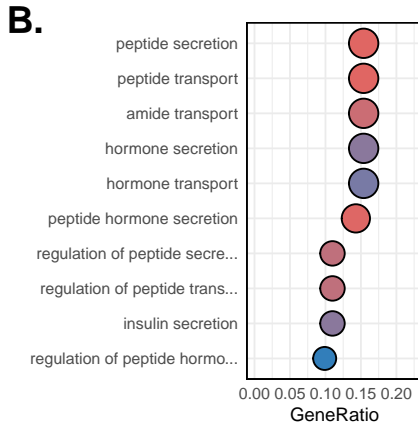 B.
peptide secretion
peptide transport
amide transport
hormone secretion
hormone transport
peptide hormone secretion
regulation of peptide secre...
regulation of peptide trans...
insulin secretion
regulation of peptide hormo...
0.00 0.05 0.10 0.15 0.20
GeneRatio